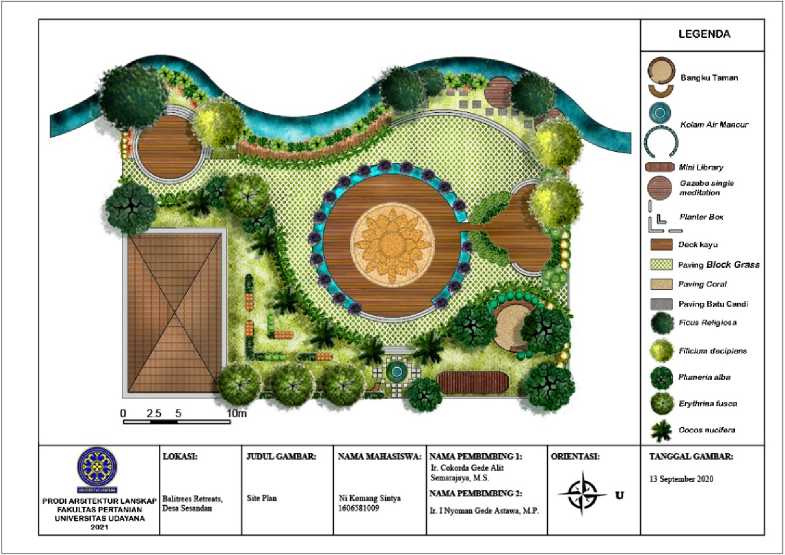 LEGENDA
Bangku Taman
Kolam Air Mancur
Mini Library
Gazebo single
meditation
Planter Box
Deck kayu
Paving Block Grass
Paving Coral
Paving Batu Candi
Ficus Religiosa
Filicium decipiens
Plumeria alba
Erythrina fusca
Cocos nucifera
0 2.5 5 10m
PRODI ARSITEKTUR LANSKAP
FAKULTAS PERTANIAN
UNIVERSITAS UDAYANA
2021
LOKASI:
Balitrees Retreats,
Desa Sesandan
JUDUL GAMBAR:
Site Plan
NAMA MAHASISWA:
Ni Komang Sintya
1606581009
NAMA PEMBIMBING 1:
Ir. Cokorda Gede Alit
Semarajaya, M.S.
NAMA PEMBIMBING 2:
Ir. I Nyoman Gede Astawa, M.P.
ORIENTASI:
U
TANGGAL GAMBAR:
13 September 2020